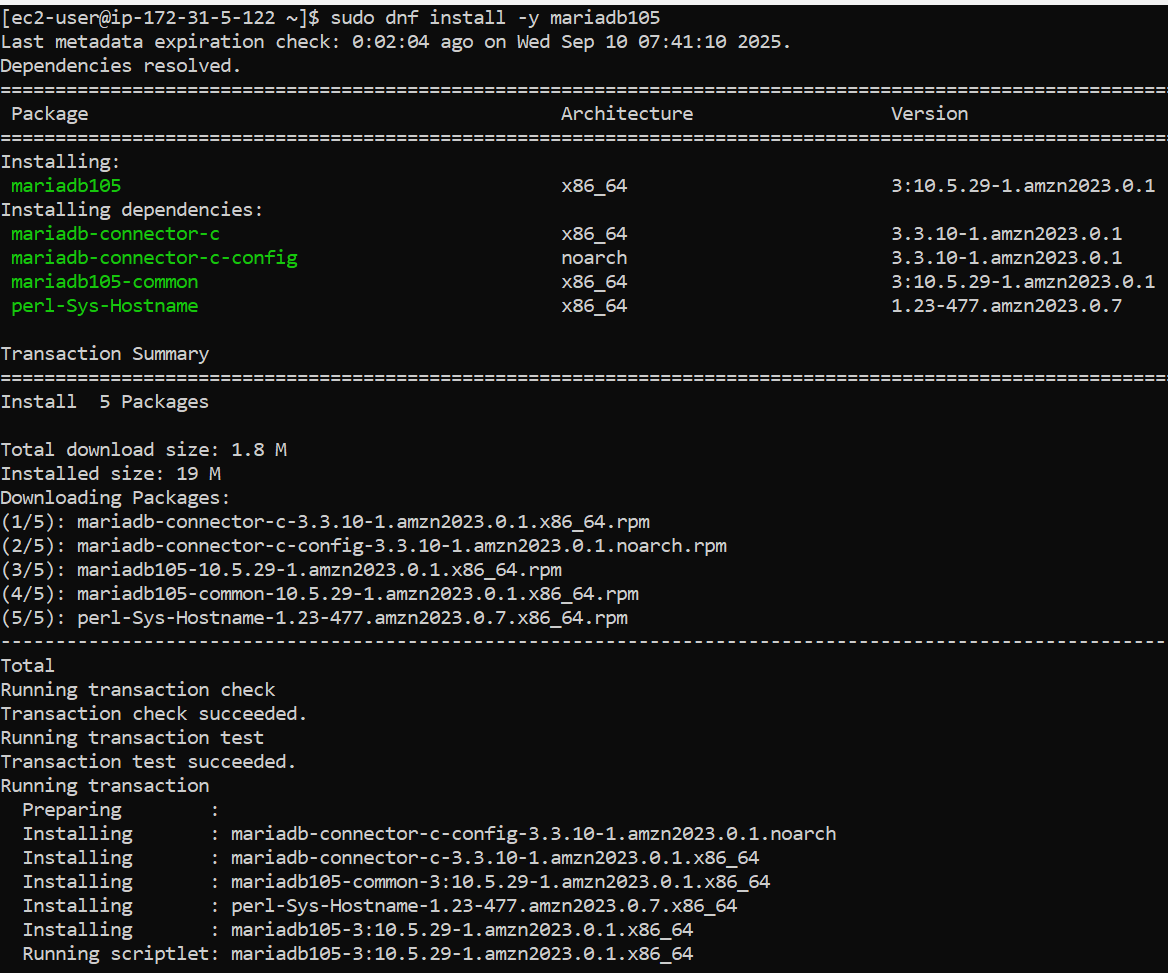 [ec2-user@ip-172-31-5-122 ~]$ sudo dnf install -y mariadb105
Last metadata expiration check: 0:02:04 ago on Wed Sep 10 07:41:10 2025.
Dependencies resolved.
================================================================================
 Package                                           Architecture                  Version
================================================================================
Installing:
 mariadb105                                        x86_64                        3:10.5.29-1.amzn2023.0.1
Installing dependencies:
 mariadb-connector-c                               x86_64                        3.3.10-1.amzn2023.0.1
 mariadb-connector-c-config                        noarch                        3.3.10-1.amzn2023.0.1
 mariadb105-common                                 x86_64                        3:10.5.29-1.amzn2023.0.1
 perl-Sys-Hostname                                 x86_64                        1.23-477.amzn2023.0.7

Transaction Summary
================================================================================
Install  5 Packages

Total download size: 1.8 M
Installed size: 19 M
Downloading Packages:
(1/5): mariadb-connector-c-3.3.10-1.amzn2023.0.1.x86_64.rpm
(2/5): mariadb-connector-c-config-3.3.10-1.amzn2023.0.1.noarch.rpm
(3/5): mariadb105-10.5.29-1.amzn2023.0.1.x86_64.rpm
(4/5): mariadb105-common-10.5.29-1.amzn2023.0.1.x86_64.rpm
(5/5): perl-Sys-Hostname-1.23-477.amzn2023.0.7.x86_64.rpm
--------------------------------------------------------------------------------
Total
Running transaction check
Transaction check succeeded.
Running transaction test
Transaction test succeeded.
Running transaction
  Preparing        :
  Installing       : mariadb-connector-c-config-3.3.10-1.amzn2023.0.1.noarch
  Installing       : mariadb-connector-c-3.3.10-1.amzn2023.0.1.x86_64
  Installing       : mariadb105-common-3:10.5.29-1.amzn2023.0.1.x86_64
  Installing       : perl-Sys-Hostname-1.23-477.amzn2023.0.7.x86_64
  Installing       : mariadb105-3:10.5.29-1.amzn2023.0.1.x86_64
  Running scriptlet: mariadb105-3:10.5.29-1.amzn2023.0.1.x86_64